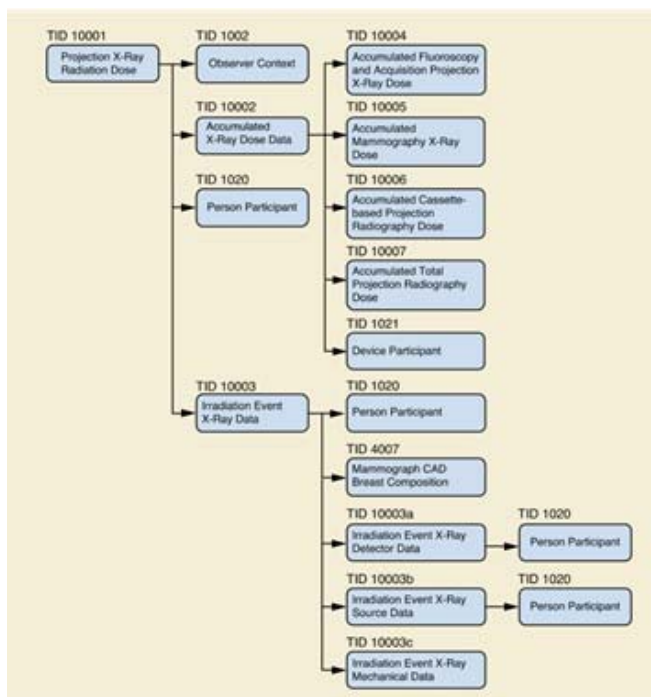 TID 10001
Projection X-Ray
Radiation Dose
TID 1002
Observer Context
TID 10002
Accumulated
X-Ray Dose Data
TID 1020
Person Participant
TID 10004
Accumulated Fluoroscopy
and Acquisition Projection
X-Ray Dose
TID 10005
Accumulated
Mammography X-Ray
Dose
TID 10006
Accumulated Cassette-
based Projection
Radiography Dose
TID 10007
Accumulated Total
Projection Radiography
Dose
TID 1021
Device Participant
TID 10003
Irradiation Event
X-Ray Data
TID 1020
Person Participant
TID 4007
Mammograph CAD
Breast Composition
TID 10003a
Irradiation Event X-Ray
Detector Data
TID 1020
Person Participant
TID 10003b
Irradiation Event X-Ray
Source Data
TID 1020
Person Participant
TID 10003c
Irradiation Event X-Ray
Mechanical Data